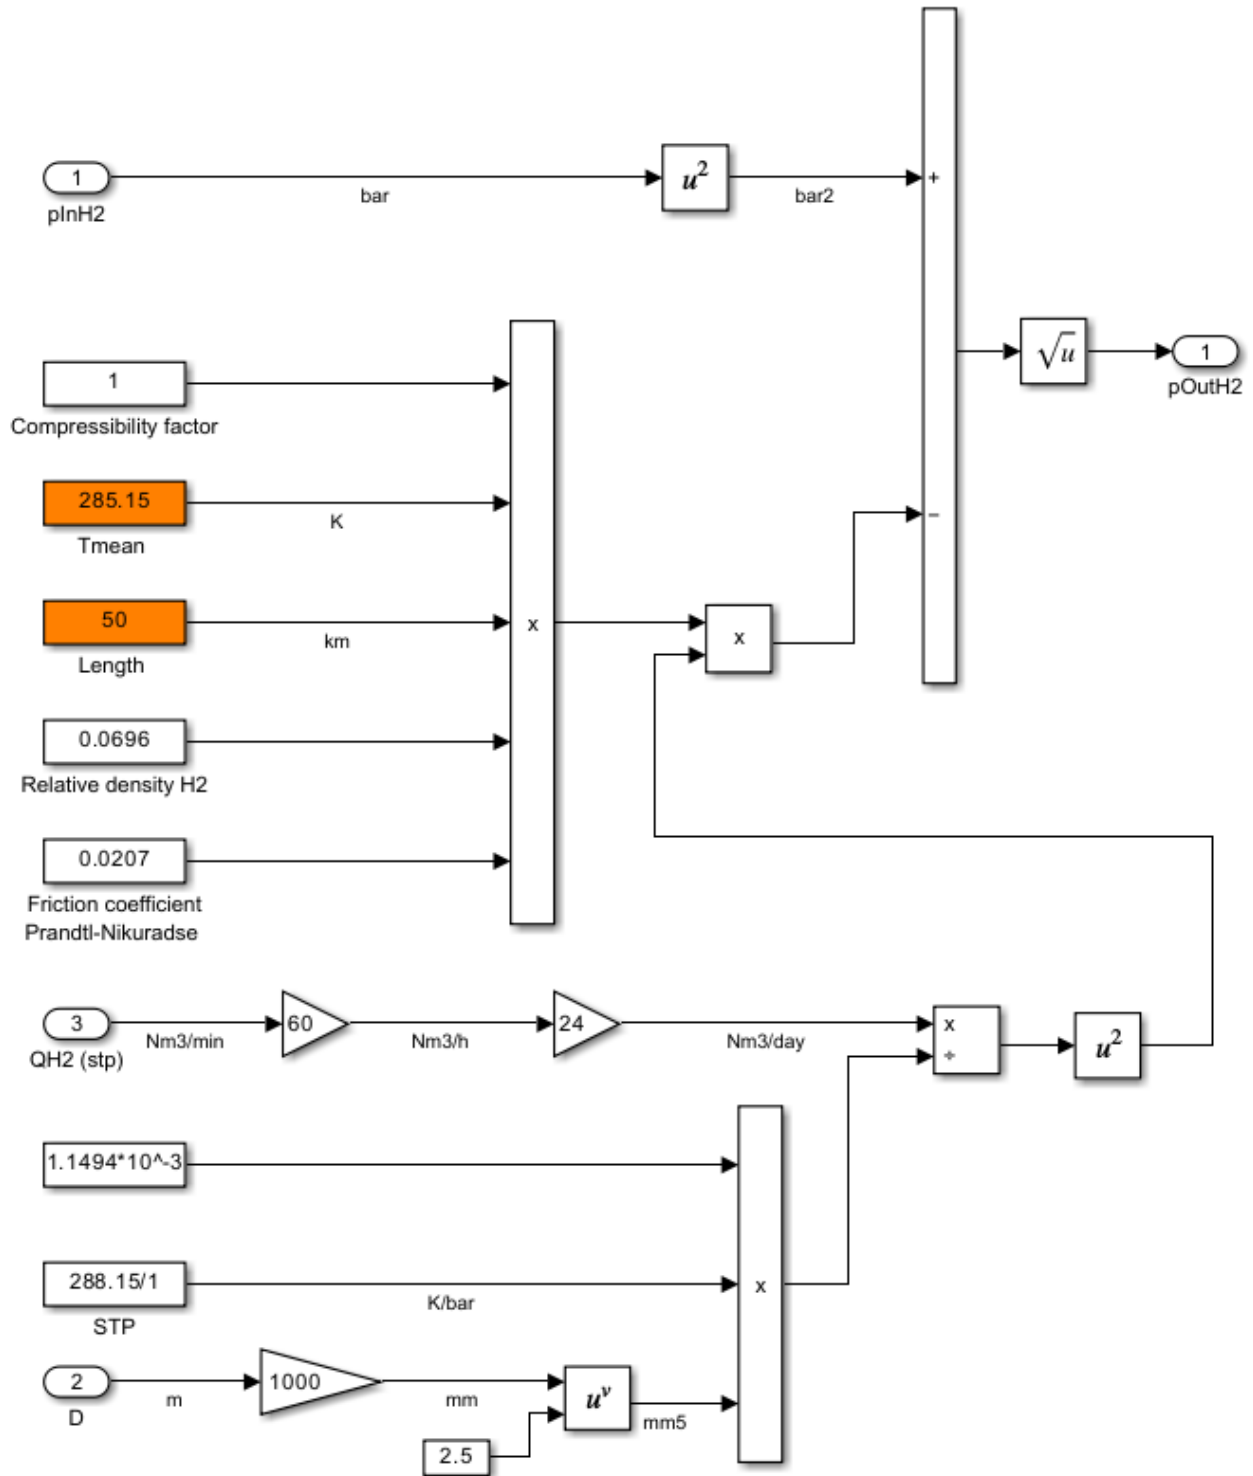 1
pInH2
bar
u²
bar2
+
1
Compressibility factor
285.15
K
Tmean
50
km
Length
x
x
−
√u
1
pOutH2
0.0696
Relative density H2
0.0207
Friction coefficient
Prandtl-Nikuradse
3
QH2 (stp)
Nm3/min
60
Nm3/h
24
Nm3/day
x
÷
u²
1.1494*10^-3
288.15/1
STP
K/bar
x
2
D
m
1000
mm
uᵛ
mm5
2.5